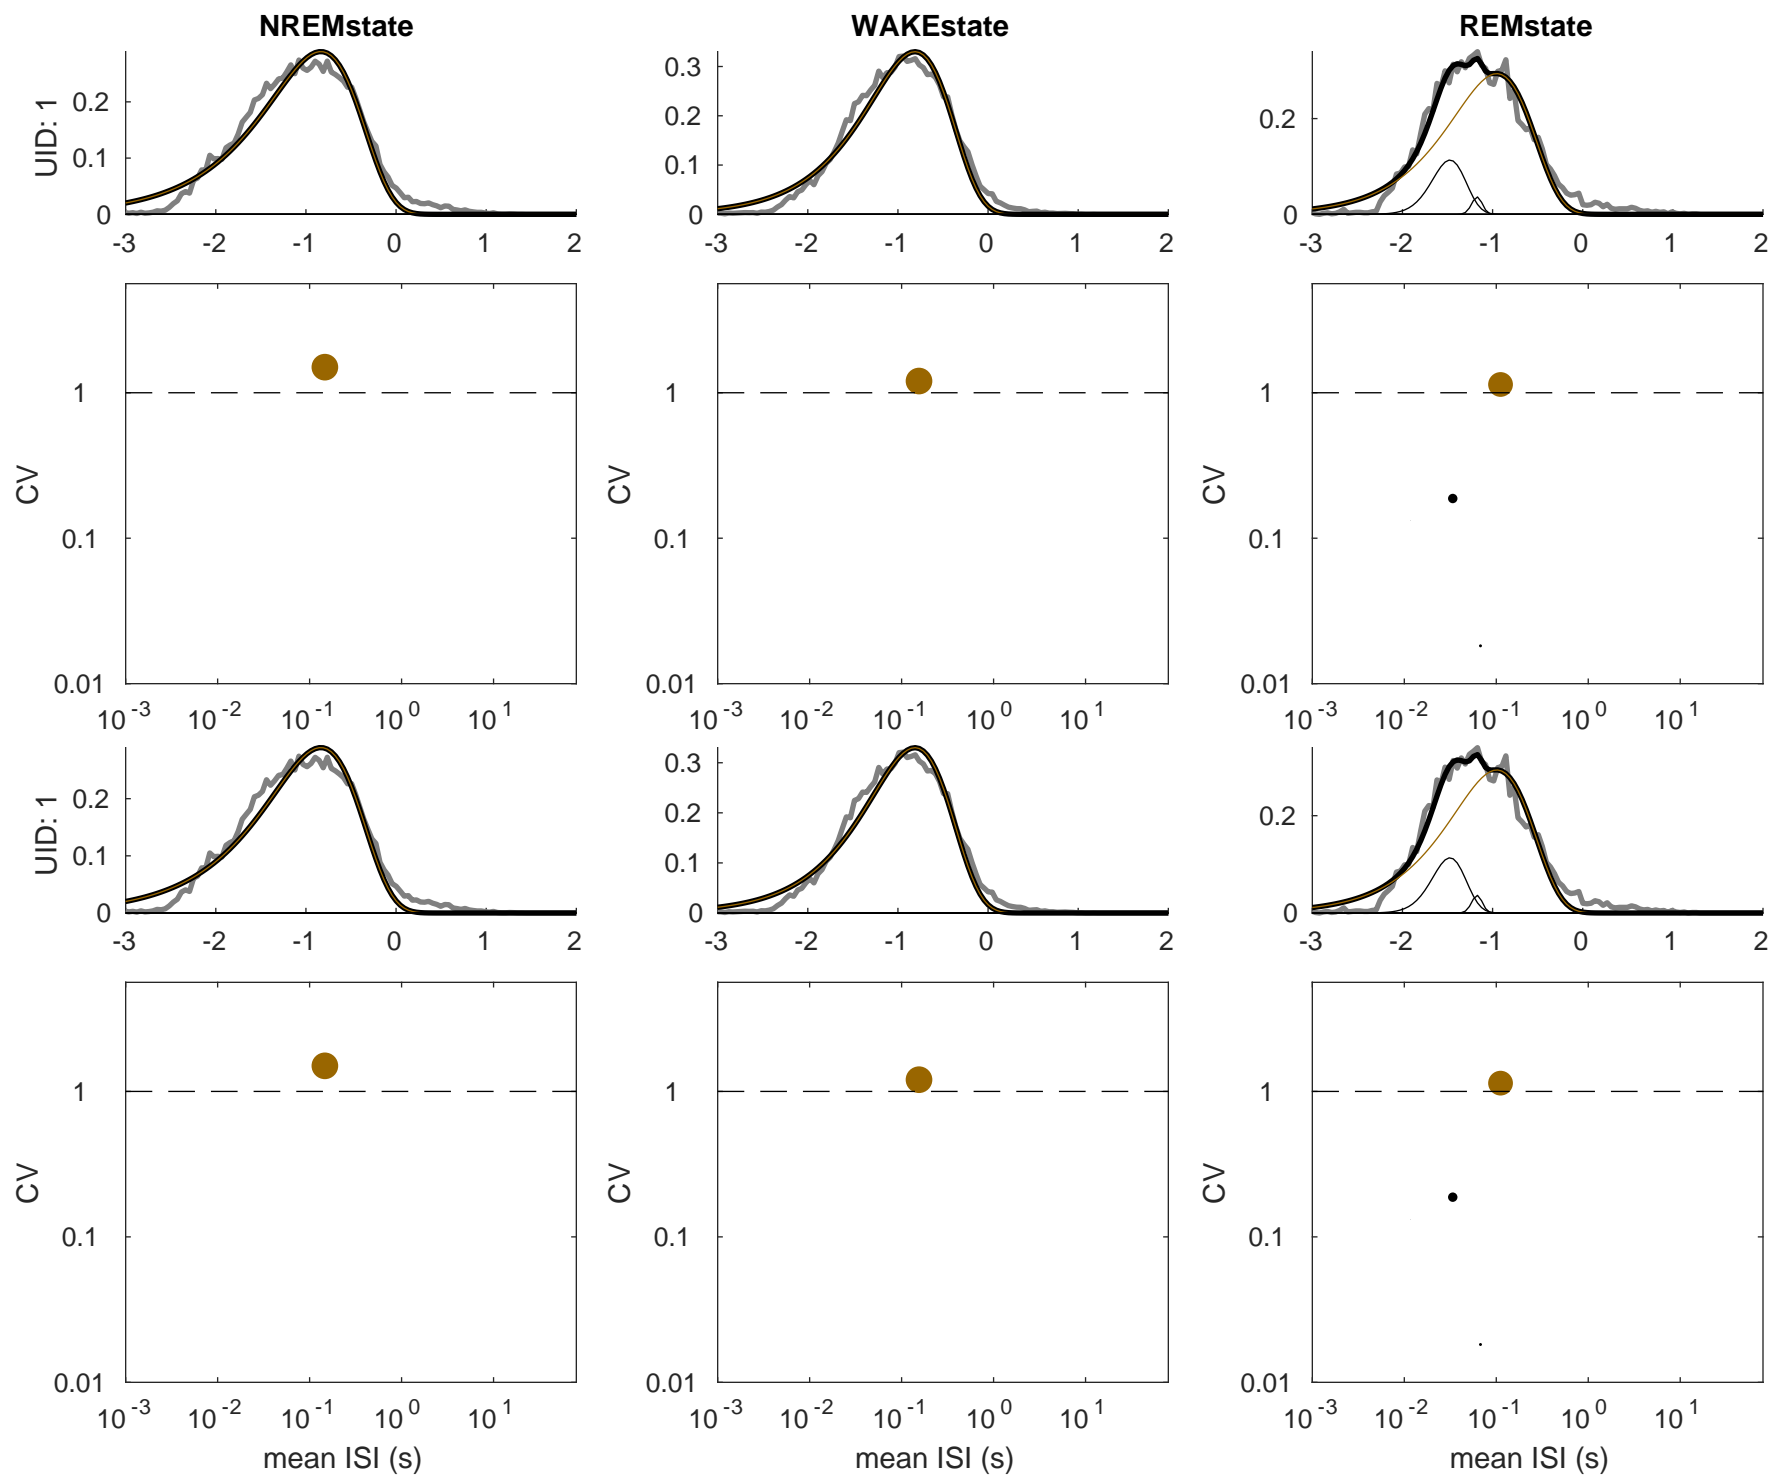 NREMstate WAKEstate REMstate
UID: 1
0.2 0.1 0
0.3 0.2 0.1 0
0.2 0
-3 -2 -1 0 1 2
-3 -2 -1 0 1 2
-3 -2 -1 0 1 2
CV
1 0.1 0.01
CV
1 0.1 0.01
CV
1 0.1 0.01
10^-3 10^-2 10^-1 10^0 10^1
10^-3 10^-2 10^-1 10^0 10^1
10^-3 10^-2 10^-1 10^0 10^1
UID: 1
0.2 0.1 0
0.3 0.2 0.1 0
0.2 0
-3 -2 -1 0 1 2
-3 -2 -1 0 1 2
-3 -2 -1 0 1 2
CV
1 0.1 0.01
CV
1 0.1 0.01
CV
1 0.1 0.01
10^-3 10^-2 10^-1 10^0 10^1
10^-3 10^-2 10^-1 10^0 10^1
10^-3 10^-2 10^-1 10^0 10^1
mean ISI (s) mean ISI (s) mean ISI (s)